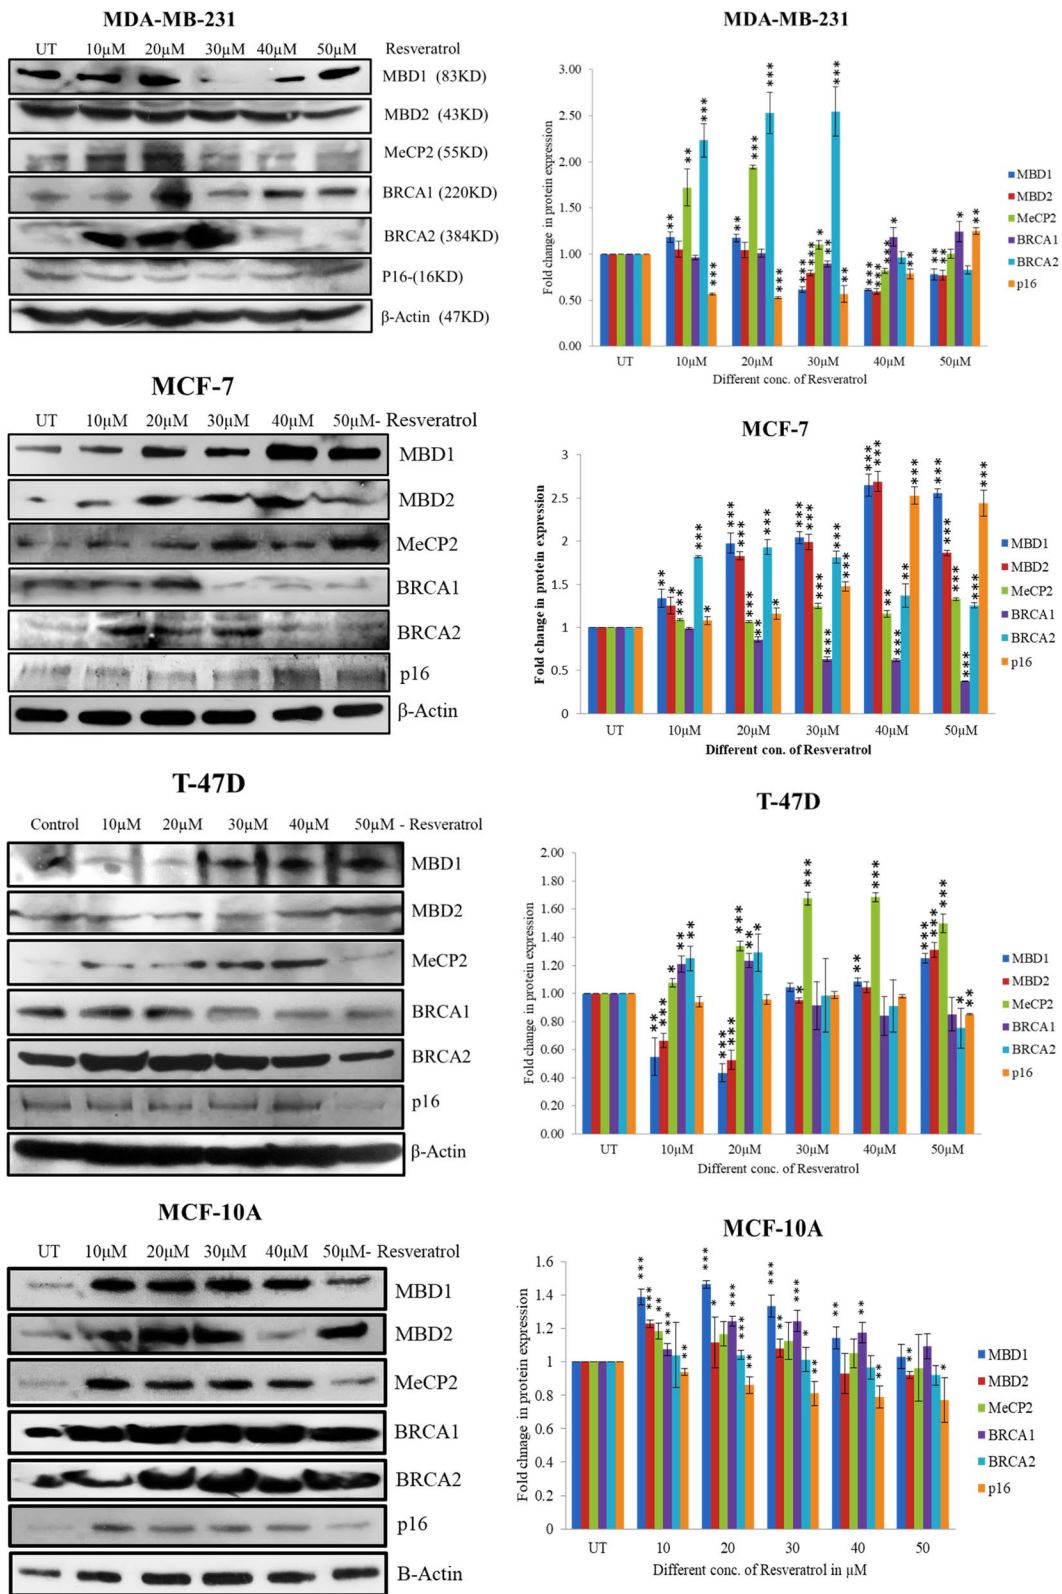 MDA-MB-231
UT 10µM 20µM 30µM 40µM 50µM Resveratrol
MBD1 (83KD)
MBD2 (43KD)
MeCP2 (55KD)
BRCA1 (220KD)
BRCA2 (384KD)
P16-(16KD)
β-Actin (47KD)
MDA-MB-231
Fold change in protein expression
3.00
2.50
2.00
1.50
1.00
0.50
0.00
** ** *** *** ** *** *** *** *** * ** *** ** *** *** *** * ** ** ** * **
UT 10µM 20µM 30µM 40µM 50µM
Different conc. of Resveratrol
MBD1
MBD2
MeCP2
BRCA1
BRCA2
p16
MCF-7
UT 10µM 20µM 30µM 40µM 50µM- Resveratrol
MBD1
MBD2
MeCP2
BRCA1
BRCA2
p16
β-Actin
MCF-7
Fold change in protein expression
3
2.5
2
1.5
1
0.5
0
** * *** *** * *** *** *** ** *** * *** *** *** *** *** *** *** *** ** *** ** *** *** *** *** *** *** ***
UT 10µM 20µM 30µM 40µM 50µM
Different con. of Resveratrol
MBD1
MBD2
MeCP2
BRCA1
BRCA2
p16
T-47D
Control 10µM 20µM 30µM 40µM 50µM - Resveratrol
MBD1
MBD2
MeCP2
BRCA1
BRCA2
p16
β-Actin
T-47D
Fold change in protein expression
2.00
1.80
1.60
1.40
1.20
1.00
0.80
0.60
0.40
0.20
0.00
** *** * ** ** *** *** *** ** * * *** ** *** *** *** *** * **
UT 10µM 20µM 30µM 40µM 50µM
Different conc. of Resveratrol
MBD1
MBD2
MeCP2
BRCA1
BRCA2
p16
MCF-10A
UT 10µM 20µM 30µM 40µM 50µM- Resveratrol
MBD1
MBD2
MeCP2
BRCA1
BRCA2
p16
B-Actin
MCF-10A
Fold chnage in protein expression
1.6
1.4
1.2
1
0.8
0.6
0.4
0.2
0
*** *** ** *** ** *** * *** *** ** *** ** *** * ** ** ** ** ** *
UT 10 20 30 40 50
Different conc. of Resveratrol in µM
MBD1
MBD2
MeCP2
BRCA1
BRCA2
p16